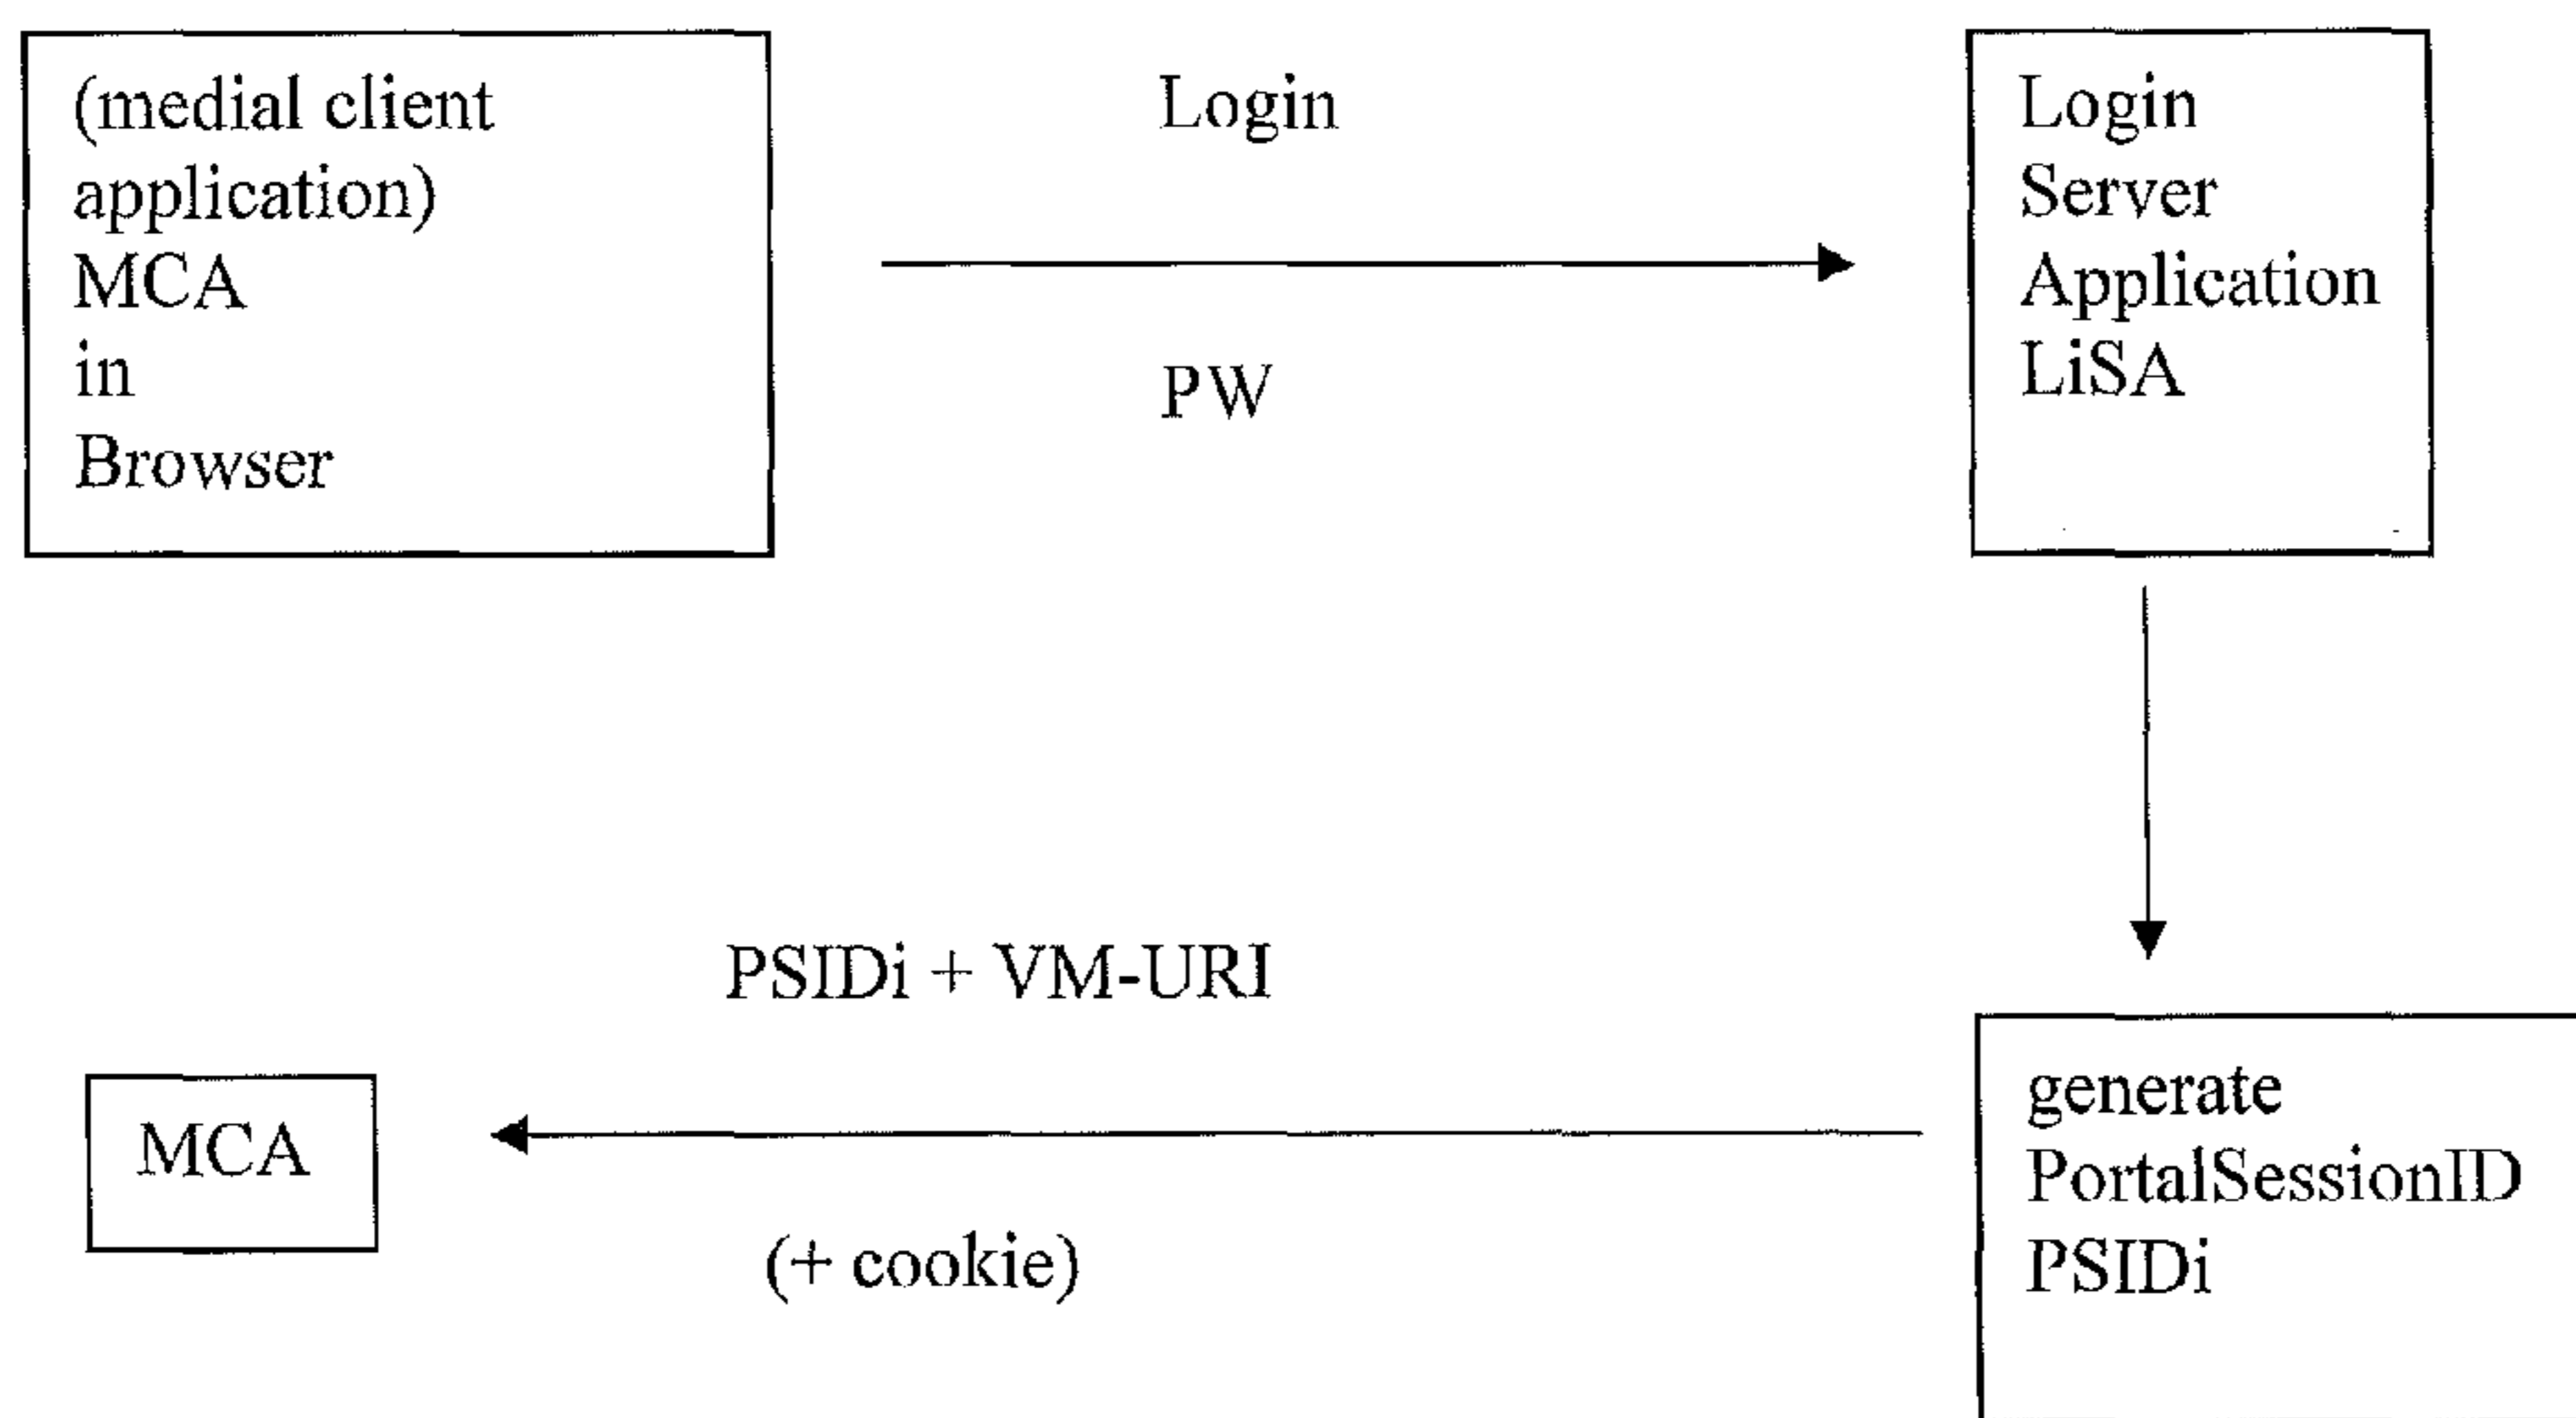 (medial client
application)
MCA
in
Browser
Login
PW
Login
Server
Application
LiSA
PSIDi + VM-URI
MCA
(+ cookie)
generate
PortalSessionID
PSIDi